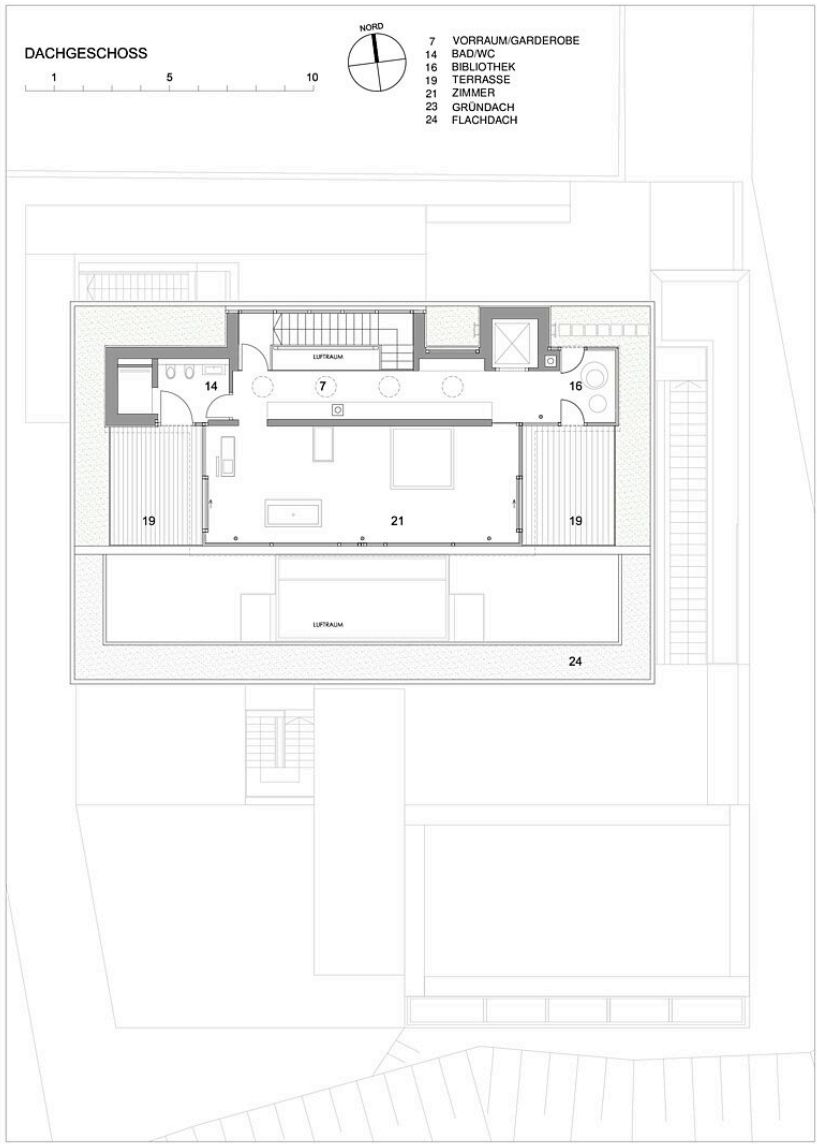 DACHGESCHOSS
1 5 10
NORD
7 VORRAUM/GARDEROBE
14 BAD/WC
16 BIBLIOTHEK
19 TERRASSE
21 ZIMMER
23 GRÜNDACH
24 FLACHDACH
LUFTRAUM
14 7 16
19 21 19
LUFTRAUM
24